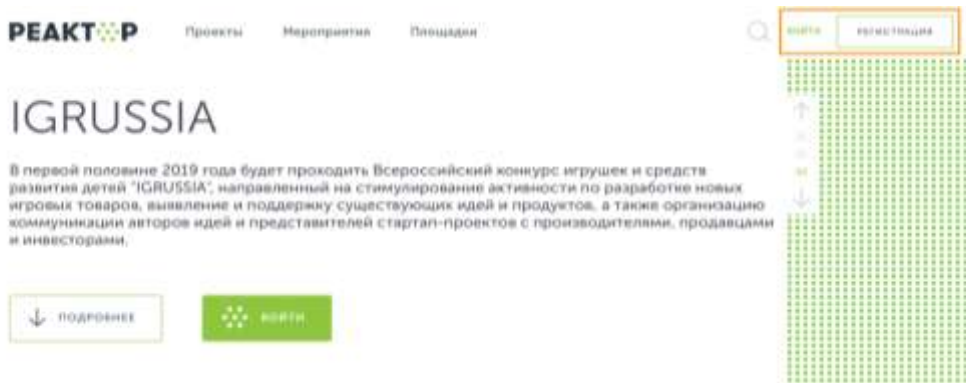 РЕАКТОР
Проекты Мероприятия Площадки
ВОЙТИ РЕГИСТРАЦИЯ
IGRUSSIA
В первой половине 2019 года будет проходить Всероссийский конкурс игрушек и средств
развития детей "IGRUSSIA", направленный на стимулирование активности по разработке новых
игровых товаров, выявление и поддержку существующих идей и продуктов, а также организацию
коммуникации авторов идей и представителей стартап-проектов с производителями, продавцами
и инвесторами.
ПОДРОБНЕЕ ВОЙТИ